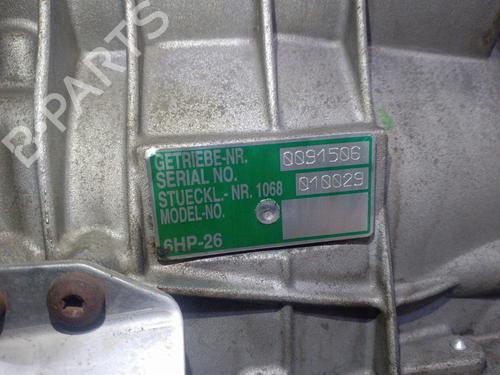 B-PARTS
GETRIEBE-NR. 0091506
SERIAL NO.
STUECKL.-NR. 1068 010029
MODEL-NO.
6HP-26